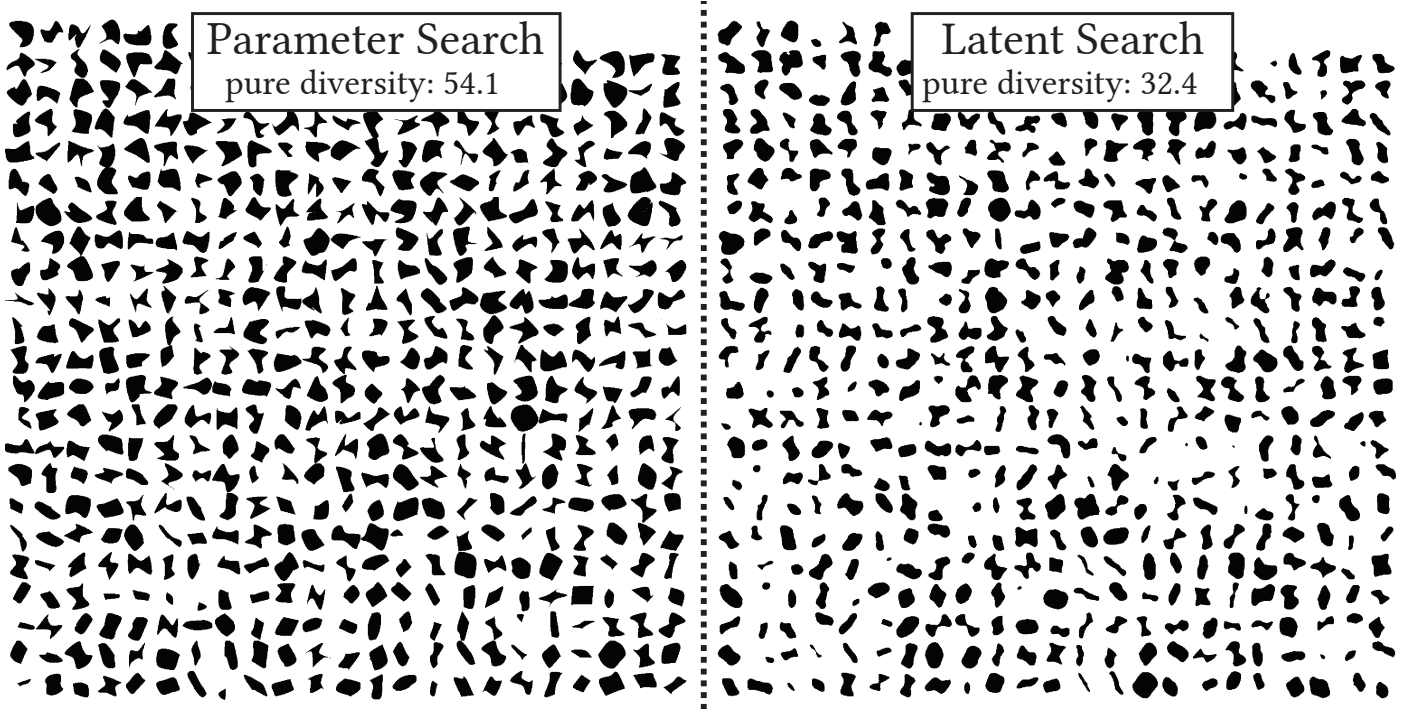 Parameter Search
pure diversity: 54.1
Latent Search
pure diversity: 32.4